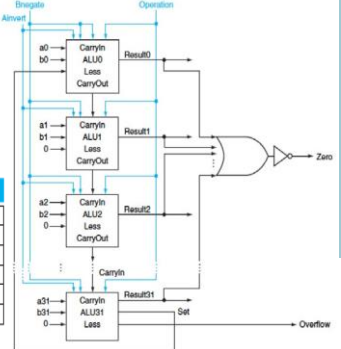 Bnegate
Operation
Ainvert
a0
b0
CarryIn
ALU0
Less
CarryOut
Result0
a1
b1
0
CarryIn
ALU1
Less
CarryOut
Result1
Zero
a2
b2
0
CarryIn
ALU2
Less
CarryOut
Result2
CarryIn
a31
b31
0
CarryIn
ALU31
Less
Result31
Set
Overflow